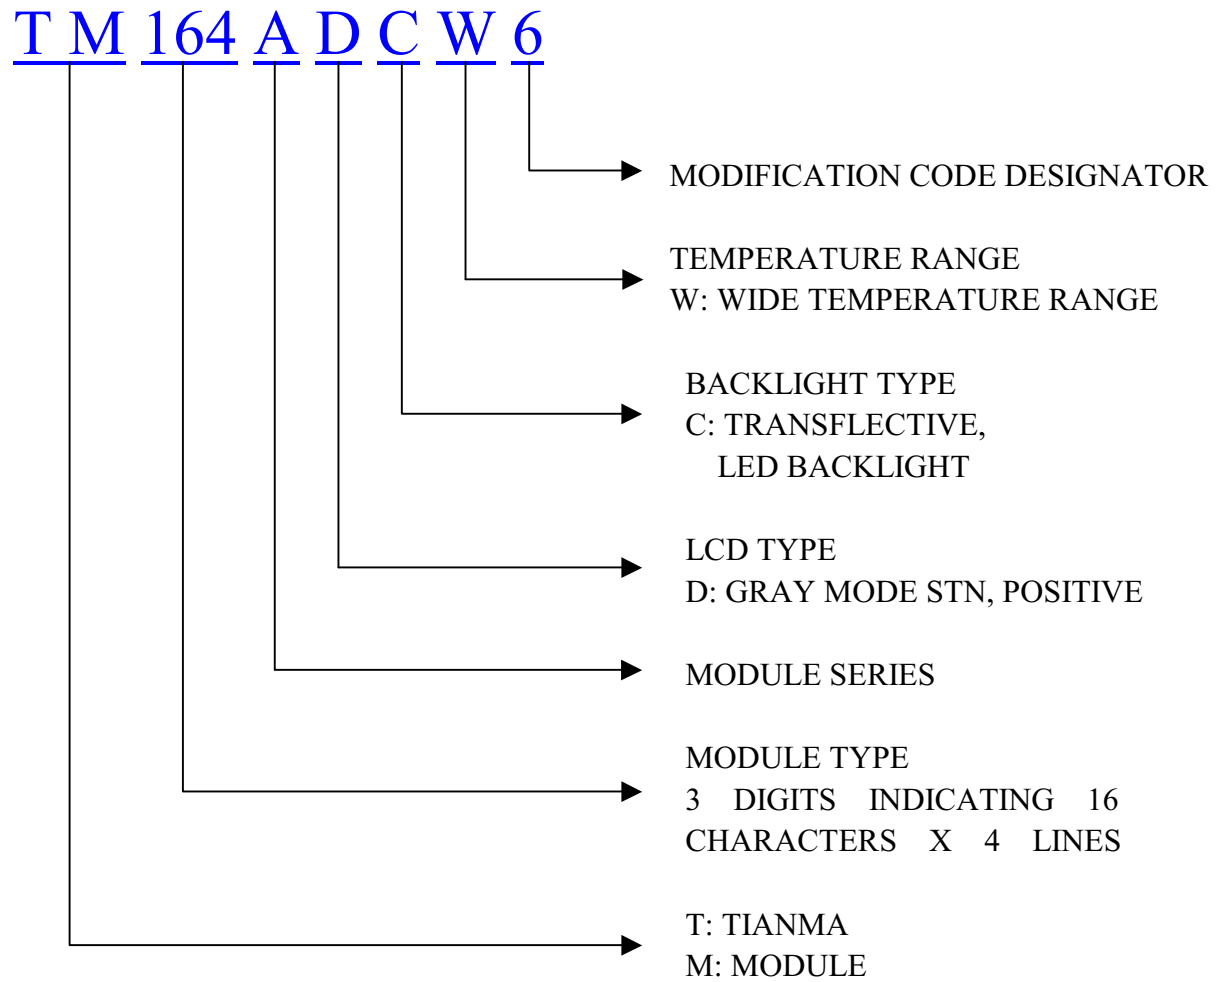 T M 164 A D C W 6
MODIFICATION CODE DESIGNATOR
TEMPERATURE RANGE
W: WIDE TEMPERATURE RANGE
BACKLIGHT TYPE
C: TRANSFLECTIVE,
LED BACKLIGHT
LCD TYPE
D: GRAY MODE STN, POSITIVE
MODULE SERIES
MODULE TYPE
3 DIGITS INDICATING 16
CHARACTERS X 4 LINES
T: TIANMA
M: MODULE